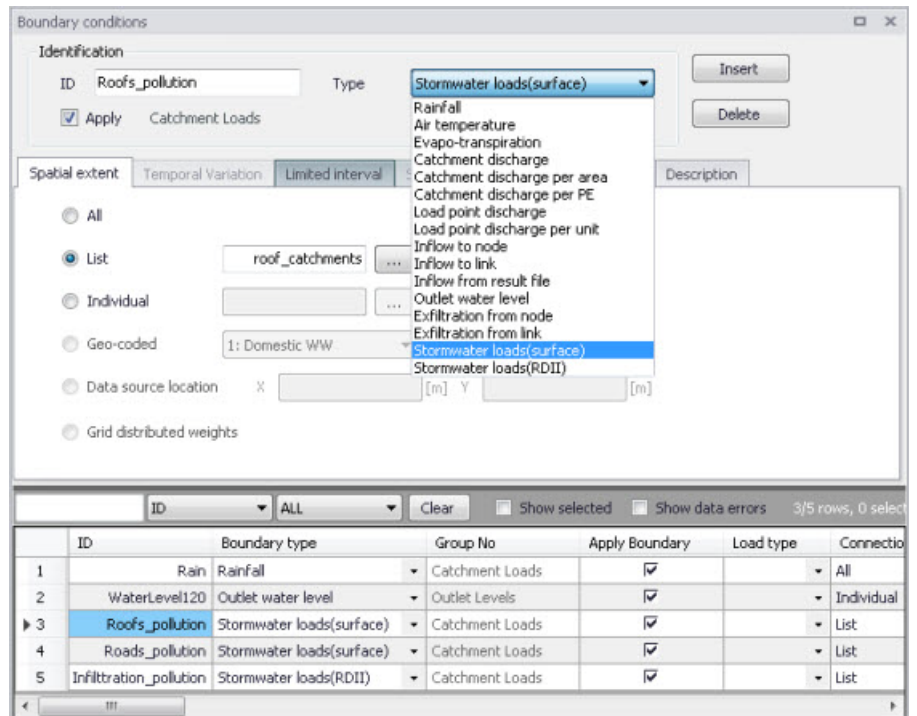 Boundary conditions
Identification
ID Roofs_pollution Type Stormwater loads(surface) Insert
Apply Catchment Loads Delete
Rainfall
Air temperature
Evapo-transpiration
Catchment discharge
Catchment discharge per area
Catchment discharge per PE
Load point discharge
Load point discharge per unit
Inflow to node
Inflow to link
Inflow from result file
Outlet water level
Exfiltration from node
Exfiltration from link
Stormwater loads(surface)
Stormwater loads(RDII)
Spatial extent Temporal Variation Limited interval Description
All
List roof_catchments ...
Individual ...
Geo-coded 1: Domestic WW
Data source location X [m] Y [m]
Grid distributed weights
ID ALL Clear Show selected Show data errors 3/5 rows, 0 select
ID Boundary type Group No Apply Boundary Load type Connectio
1 Rain Rainfall Catchment Loads All
2 WaterLevel120 Outlet water level Outlet Levels Individual
3 Roofs_pollution Stormwater loads(surface) Catchment Loads List
4 Roads_pollution Stormwater loads(surface) Catchment Loads List
5 Infilttration_pollution Stormwater loads(RDII) Catchment Loads List